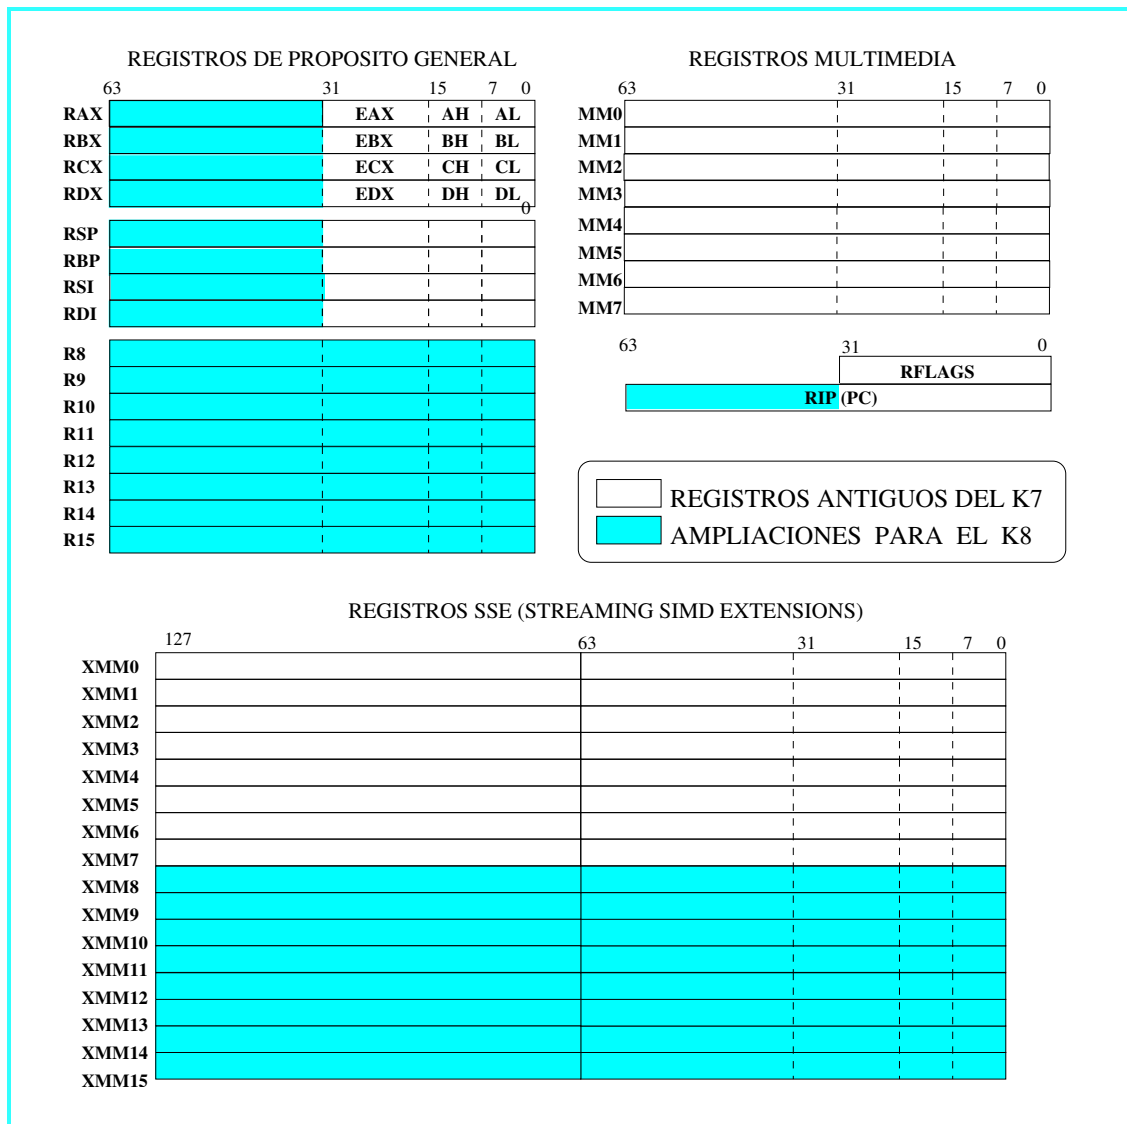 REGISTROS DE PROPOSITO GENERAL
63 31 15 7 0
RAX EAX AH AL
RBX EBX BH BL
RCX ECX CH CL
RDX EDX DH DL
0
RSP
RBP
RSI
RDI
R8
R9
R10
R11
R12
R13
R14
R15
REGISTROS MULTIMEDIA
63 31 15 7 0
MM0
MM1
MM2
MM3
MM4
MM5
MM6
MM7
63 31 0
RFLAGS
RIP (PC)
REGISTROS ANTIGUOS DEL K7
AMPLIACIONES PARA EL K8
REGISTROS SSE (STREAMING SIMD EXTENSIONS)
127 63 31 15 7 0
XMM0
XMM1
XMM2
XMM3
XMM4
XMM5
XMM6
XMM7
XMM8
XMM9
XMM10
XMM11
XMM12
XMM13
XMM14
XMM15